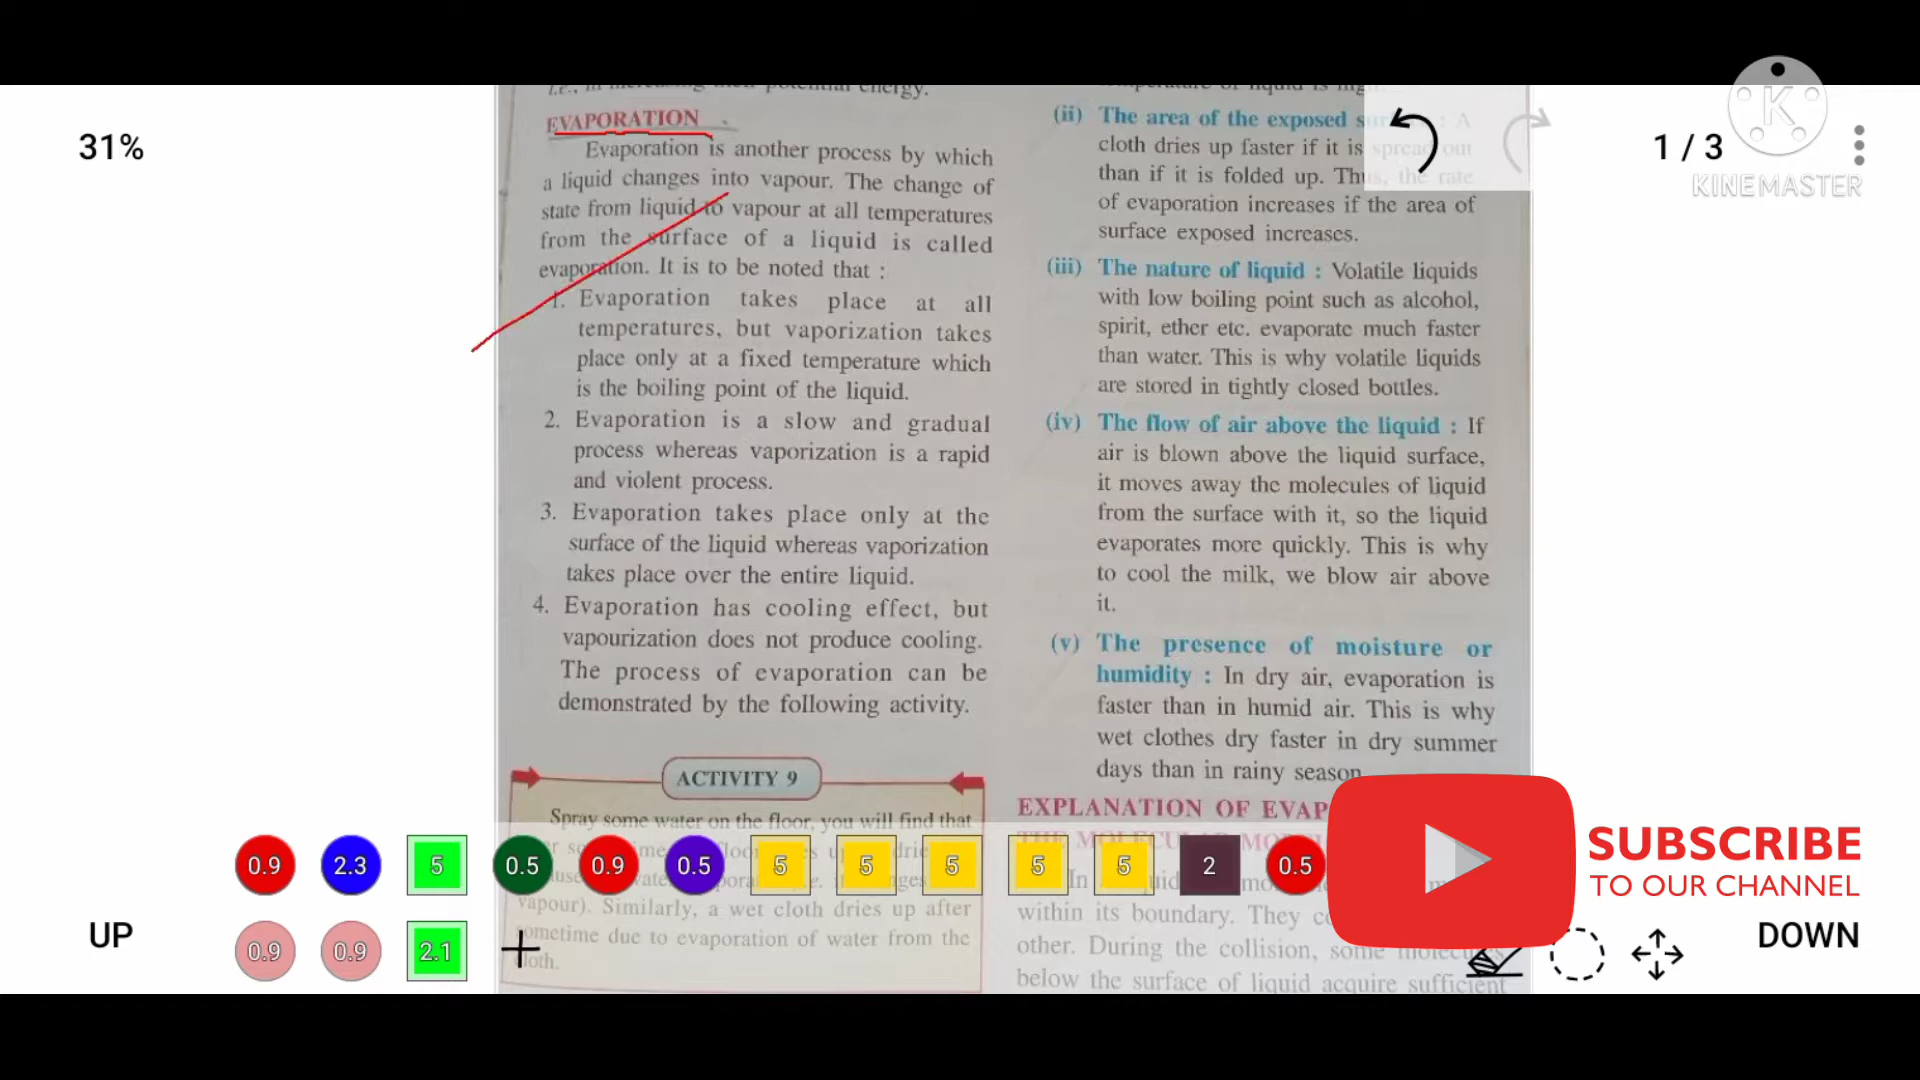 31%
1 / 3
KINEMASTER
potential energy.
EVAPORATION
Evaporation is another process by which
a liquid changes into vapour. The change of
state from liquid to vapour at all temperatures
from the surface of a liquid is called
evaporation. It is to be noted that :
1. Evaporation takes place at all
temperatures, but vaporization takes
place only at a fixed temperature which
is the boiling point of the liquid.
2. Evaporation is a slow and gradual
process whereas vaporization is a rapid
and violent process.
3. Evaporation takes place only at the
surface of the liquid whereas vaporization
takes place over the entire liquid.
4. Evaporation has cooling effect, but
vapourization does not produce cooling.
The process of evaporation can be
demonstrated by the following activity.
ACTIVITY 9
Spray some water on the floor, you will find that
vapour). Similarly, a wet cloth dries up after
sometime due to evaporation of water from the
cloth.
(ii) The area of the exposed : A
cloth dries up faster if it is spread out
than if it is folded up. Thus, the rate
of evaporation increases if the area of
surface exposed increases.
(iii) The nature of liquid : Volatile liquids
with low boiling point such as alcohol,
spirit, ether etc. evaporate much faster
than water. This is why volatile liquids
are stored in tightly closed bottles.
(iv) The flow of air above the liquid : If
air is blown above the liquid surface,
it moves away the molecules of liquid
from the surface with it, so the liquid
evaporates more quickly. This is why
to cool the milk, we blow air above
it.
(v) The presence of moisture or
humidity : In dry air, evaporation is
faster than in humid air. This is why
wet clothes dry faster in dry summer
days than in rainy season
EXPLANATION OF
In
within its boundary. They
other. During the collision, some molecules
below the surface of liquid acquire sufficient
0.9 2.3 5 0.5 0.9 0.5 5 5 5 5 5 2 0.5
0.9 0.9 2.1
UP
DOWN
SUBSCRIBE
TO OUR CHANNEL